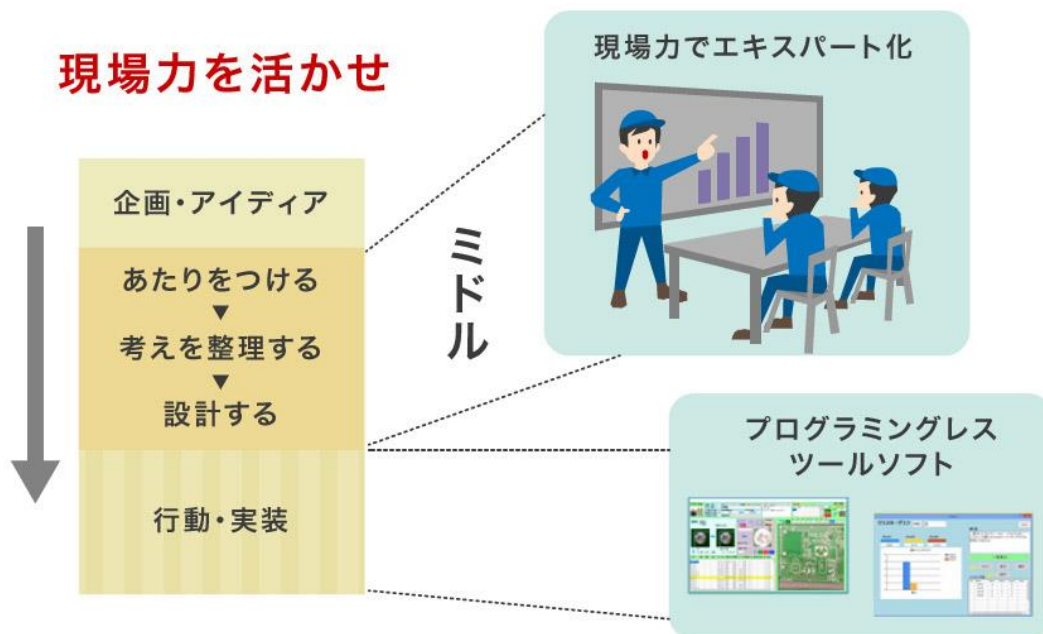 現場力を活かせ
企画・アイディア
あたりをつける
▼
考えを整理する
▼
設計する
行動・実装
ミドル
現場力でエキスパート化
プログラミングレス
ツールソフト